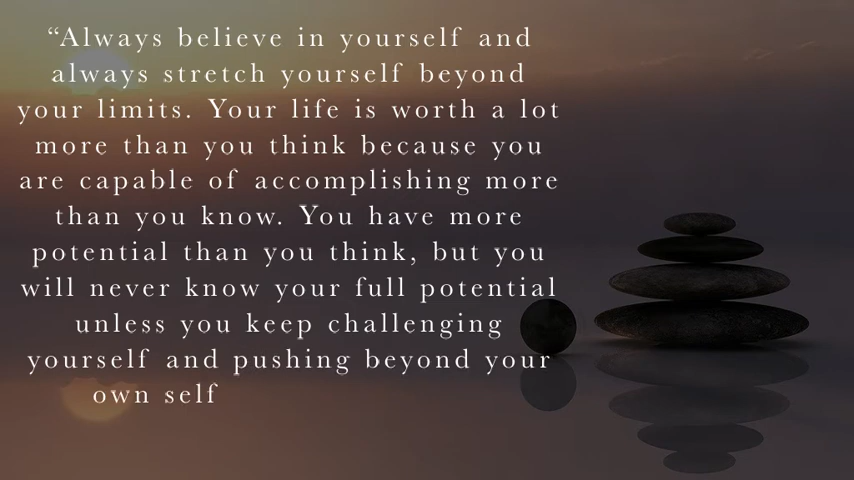 “Always believe in yourself and
always stretch yourself beyond
your limits. Your life is worth a lot
more than you think because you
are capable of accomplishing more
than you know. You have more
potential than you think, but you
will never know your full potential
unless you keep challenging
yourself and pushing beyond your
own self